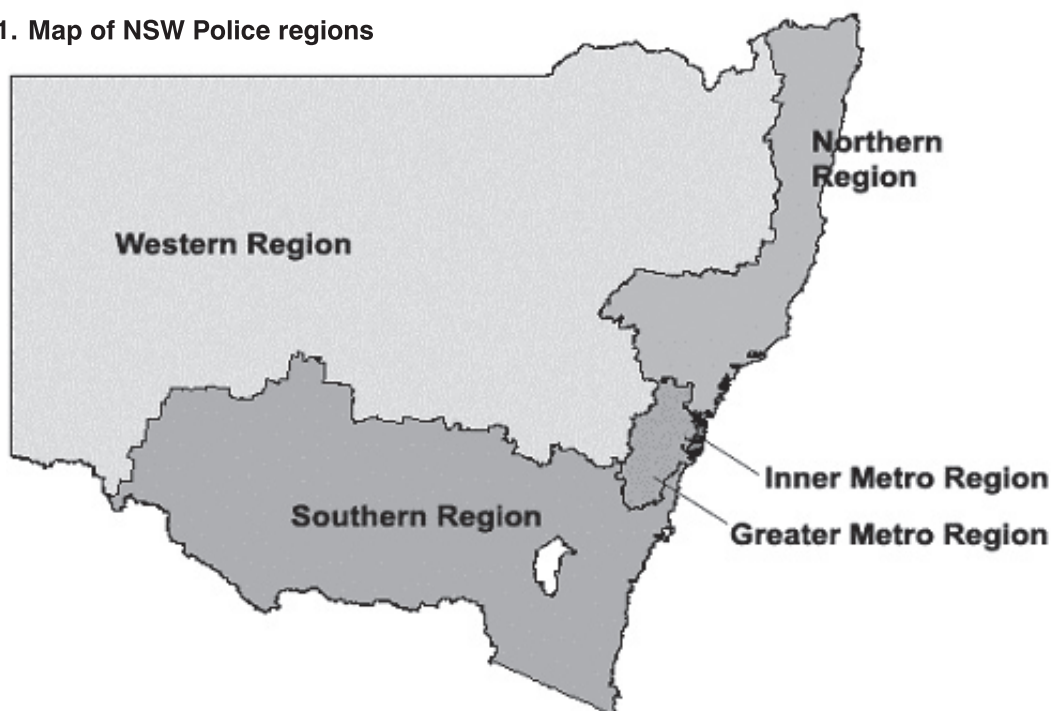 1. Map of NSW Police regions
Northern
Region
Western Region
Inner Metro Region
Southern Region
Greater Metro Region